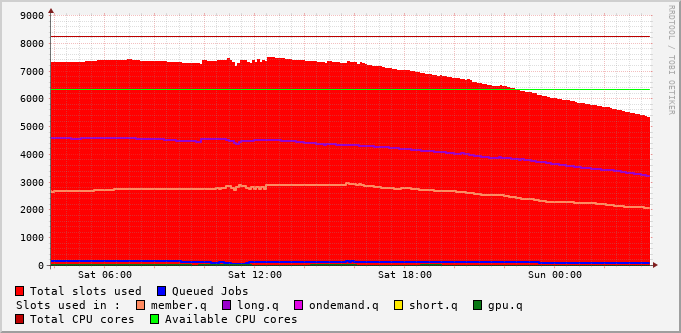 9000
8000
7000
6000
5000
4000
3000
2000
1000
0
Sat 06:00 Sat 12:00 Sat 18:00 Sun 00:00
RRDTOOL / TOBI OETIKER
Total slots used Queued Jobs
Slots used in : member.q long.q ondemand.q short.q gpu.q
Total CPU cores Available CPU cores